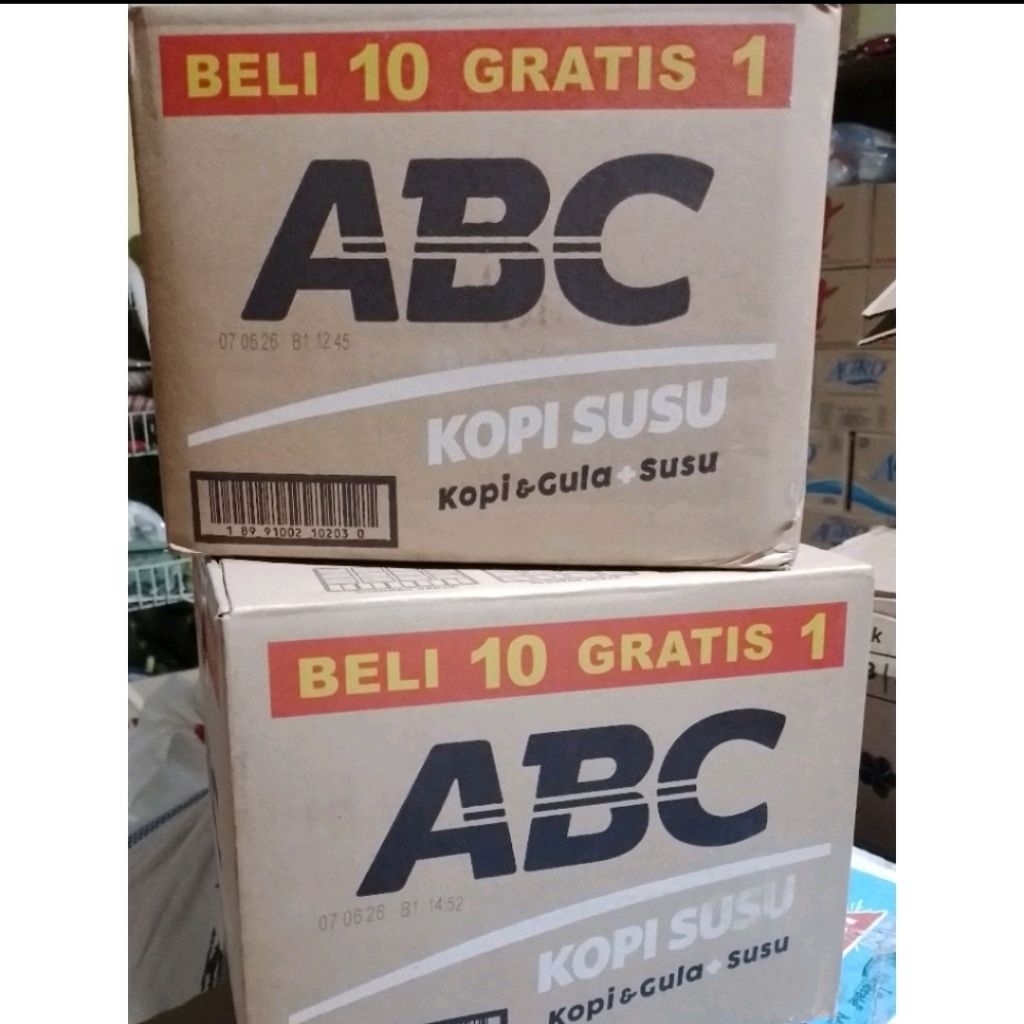 BELI 10 GRATIS 1
ABC
07 06 26 B1 12 45
KOPI SUSU
Kopi & Gula + Susu
1 89 91002 10203 0
AGRO
BELI 10 GRATIS 1
ABC
07 06 26 B1 14 52
KOPI SUSU
Kopi & Gula + Susu